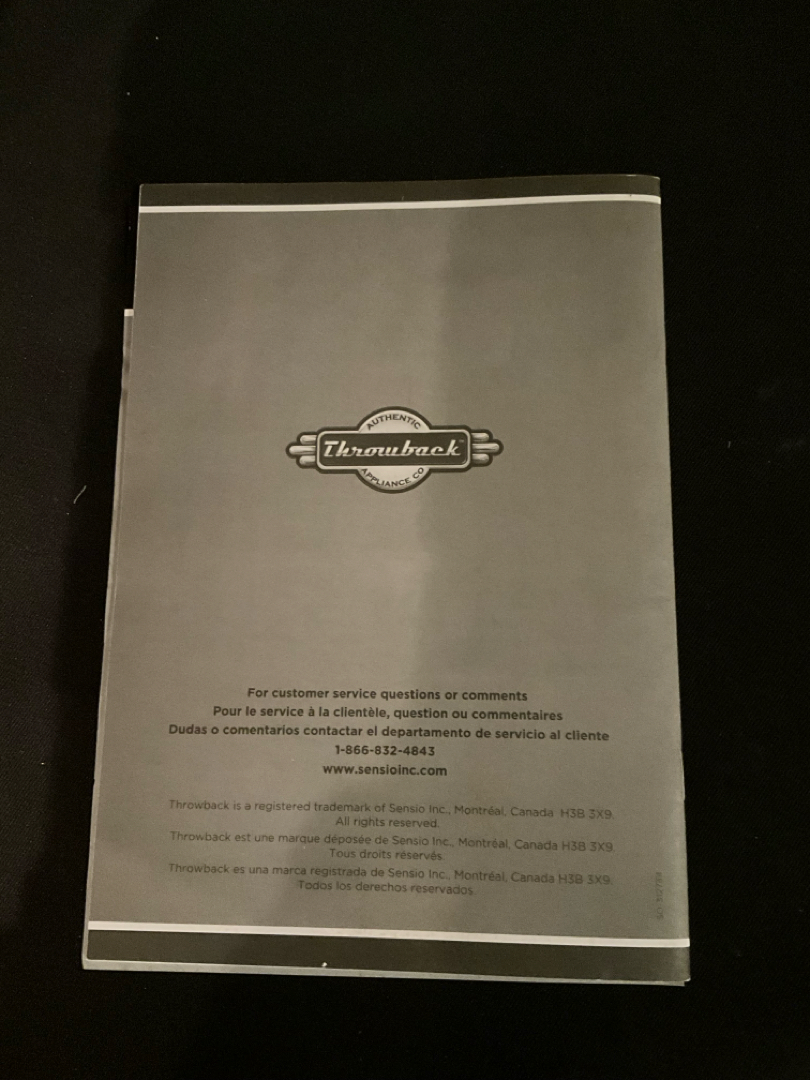 AUTHENTIC
Throwback™
APPLIANCE CO
For customer service questions or comments
Pour le service à la clientèle, question ou commentaires
Dudas o comentarios contactar el departamento de servicio al cliente
1-866-832-4843
www.sensioinc.com
Throwback is a registered trademark of Sensio Inc., Montréal, Canada H3B 3X9.
All rights reserved.
Throwback est une marque déposée de Sensio Inc., Montréal, Canada H3B 3X9.
Tous droits réservés.
Throwback es una marca registrada de Sensio Inc., Montréal, Canada H3B 3X9.
Todos los derechos reservados.